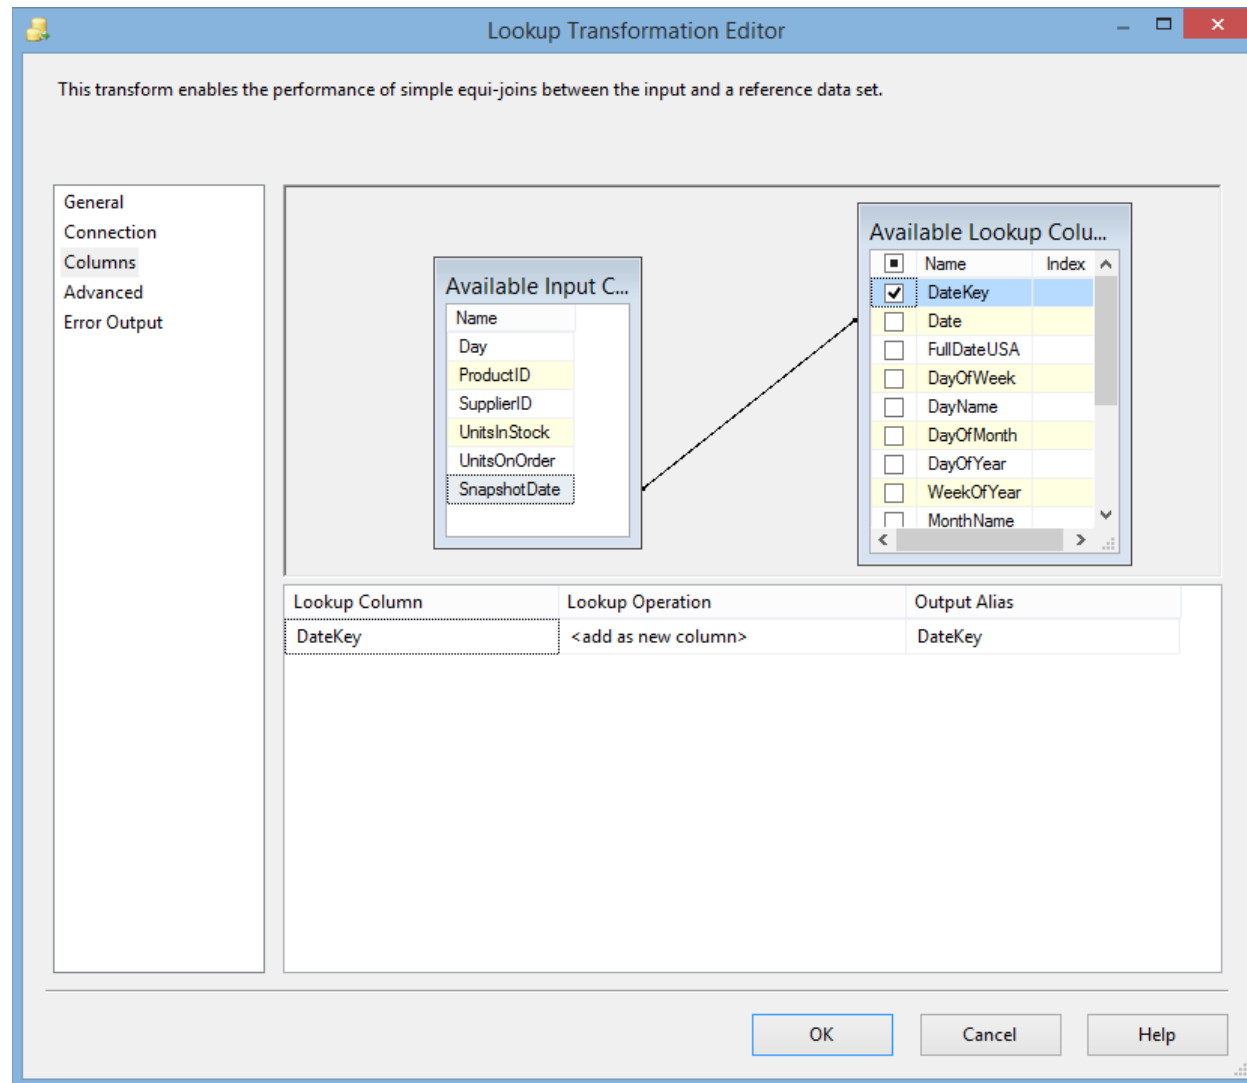 Lookup Transformation Editor
This transform enables the performance of simple equi-joins between the input and a reference data set.
General
Connection
Columns
Advanced
Error Output
Available Input C...
Name
Day
ProductID
SupplierID
UnitsInStock
UnitsOnOrder
SnapshotDate
Available Lookup Colu...
Name Index
DateKey
Date
FullDateUSA
DayOfWeek
DayName
DayOfMonth
DayOfYear
WeekOfYear
MonthName
Lookup Column Lookup Operation Output Alias
DateKey <add as new column> DateKey
OK Cancel Help